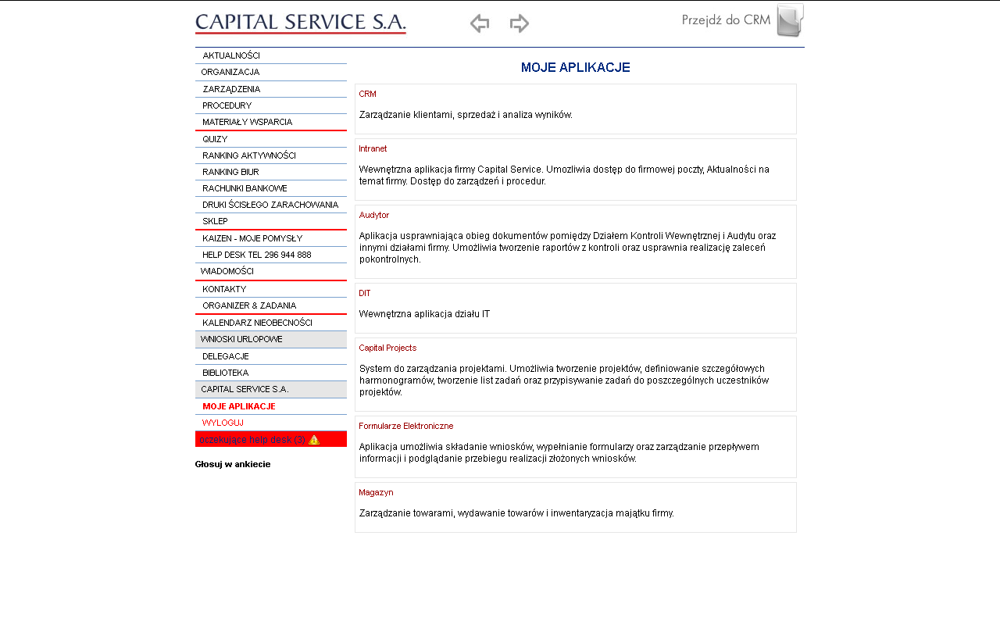 CAPITAL SERVICE S.A.
Przejdź do CRM
AKTUALNOŚCI
ORGANIZACJA
ZARZĄDZENIA
PROCEDURY
MATERIAŁY WSPARCIA
QUIZY
RANKING AKTYWNOŚCI
RANKING BIUR
RACHUNKI BANKOWE
DRUKI ŚCISŁEGO ZARACHOWANIA
SKLEP
KAIZEN - MOJE POMYSŁY
HELP DESK TEL 296 944 888
WIADOMOŚCI
KONTAKTY
ORGANIZER & ZADANIA
KALENDARZ NIEOBECNOŚCI
WNIOSKI URLOPOWE
DELEGACJE
BIBLIOTEKA
CAPITAL SERVICE S.A.
MOJE APLIKACJE
WYLOGUJ
oczekujące help desk (3)
Głosuj w ankiecie
MOJE APLIKACJE
CRM
Zarządzanie klientami, sprzedaż i analiza wyników.
Intranet
Wewnętrzna aplikacja firmy Capital Service. Umozliwia dostęp do firmowej poczty, Aktualności na
temat firmy. Dostęp do zarządzeń i procedur.
Audytor
Aplikacja usprawniająca obieg dokumentów pomiędzy Działem Kontroli Wewnętrznej i Audytu oraz
innymi działami firmy. Umożliwia tworzenie raportów z kontroli oraz usprawnia realizację zaleceń
pokontrolnych.
DIT
Wewnętrzna aplikacja działu IT
Capital Projects
System do zarządzania projektami. Umożliwia tworzenie projektów, definiowanie szczegółowych
harmonogramów, tworzenie list zadań oraz przypisywanie zadań do poszczególnych uczestników
projektów.
Formularze Elektroniczne
Aplikacja umożliwia składanie wniosków, wypełnianie formularzy oraz zarządzanie przepływem
informacji i podglądanie przebiegu realizacji złożonych wniosków.
Magazyn
Zarządzanie towarami, wydawanie towarów i inwentaryzacja majątku firmy.